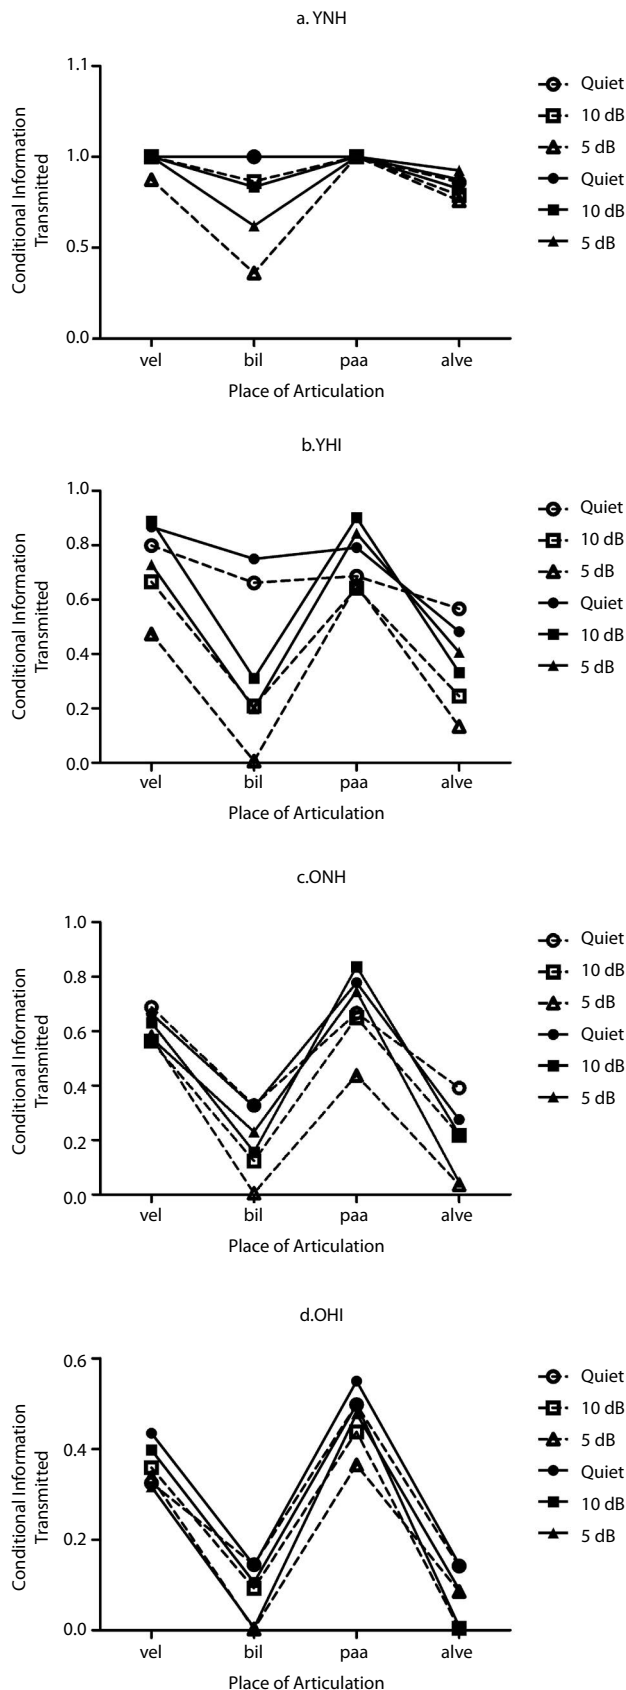 a. YNH
1.1
1.0
0.5
0.0
Conditional Information
Transmitted
vel bil paa alve
Place of Articulation
Quiet
10 dB
5 dB
Quiet
10 dB
5 dB
b.YHI
1.0
0.8
0.6
0.4
0.2
0.0
Conditional Information
Transmitted
vel bil paa alve
Place of Articulation
Quiet
10 dB
5 dB
Quiet
10 dB
5 dB
c.ONH
1.0
0.8
0.6
0.4
0.2
0.0
Conditional Information
Transmitted
vel bil paa alve
Place of Articulation
Quiet
10 dB
5 dB
Quiet
10 dB
5 dB
d.OHI
0.6
0.4
0.2
0.0
Conditional Information
Transmitted
vel bil paa alve
Place of Articulation
Quiet
10 dB
5 dB
Quiet
10 dB
5 dB